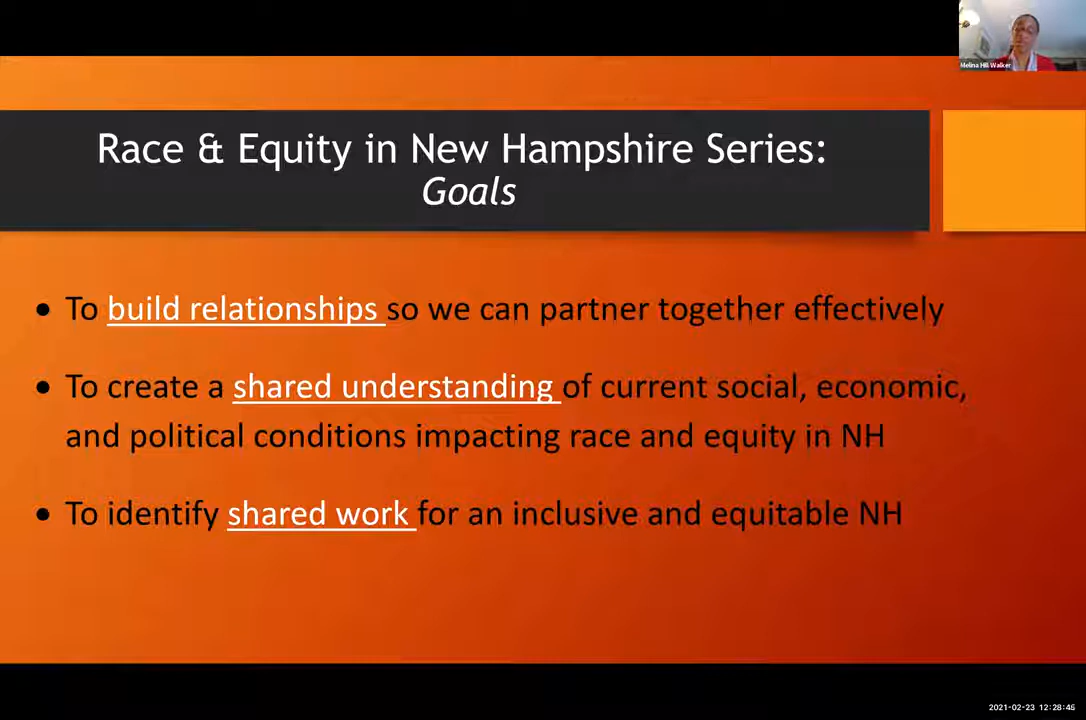 Melina Hill Walker
Race & Equity in New Hampshire Series:
Goals
• To build relationships so we can partner together effectively
• To create a shared understanding of current social, economic,
and political conditions impacting race and equity in NH
• To identify shared work for an inclusive and equitable NH
2021-02-23 12:28:46